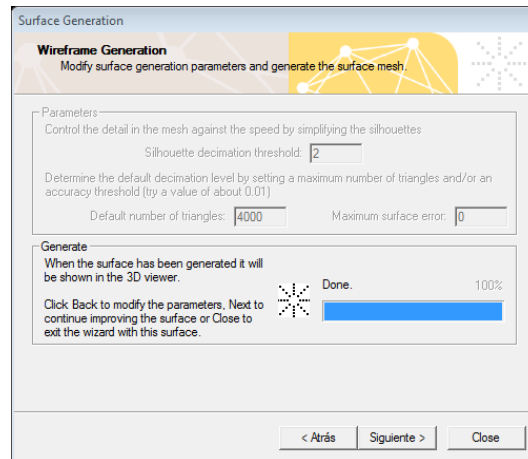 Surface Generation
Wireframe Generation
Modify surface generation parameters and generate the surface mesh.
Parameters
Control the detail in the mesh against the speed by simplifying the silhouettes
Silhouette decimation threshold: 2
Determine the default decimation level by setting a maximum number of triangles and/or an
accuracy threshold (try a value of about 0.01)
Default number of triangles: 4000 Maximum surface error: 0
Generate
When the surface has been generated it will
be shown in the 3D viewer.
Click Back to modify the parameters, Next to
continue improving the surface or Close to
exit the wizard with this surface.
Done. 100%
< Atrás Siguiente > Close